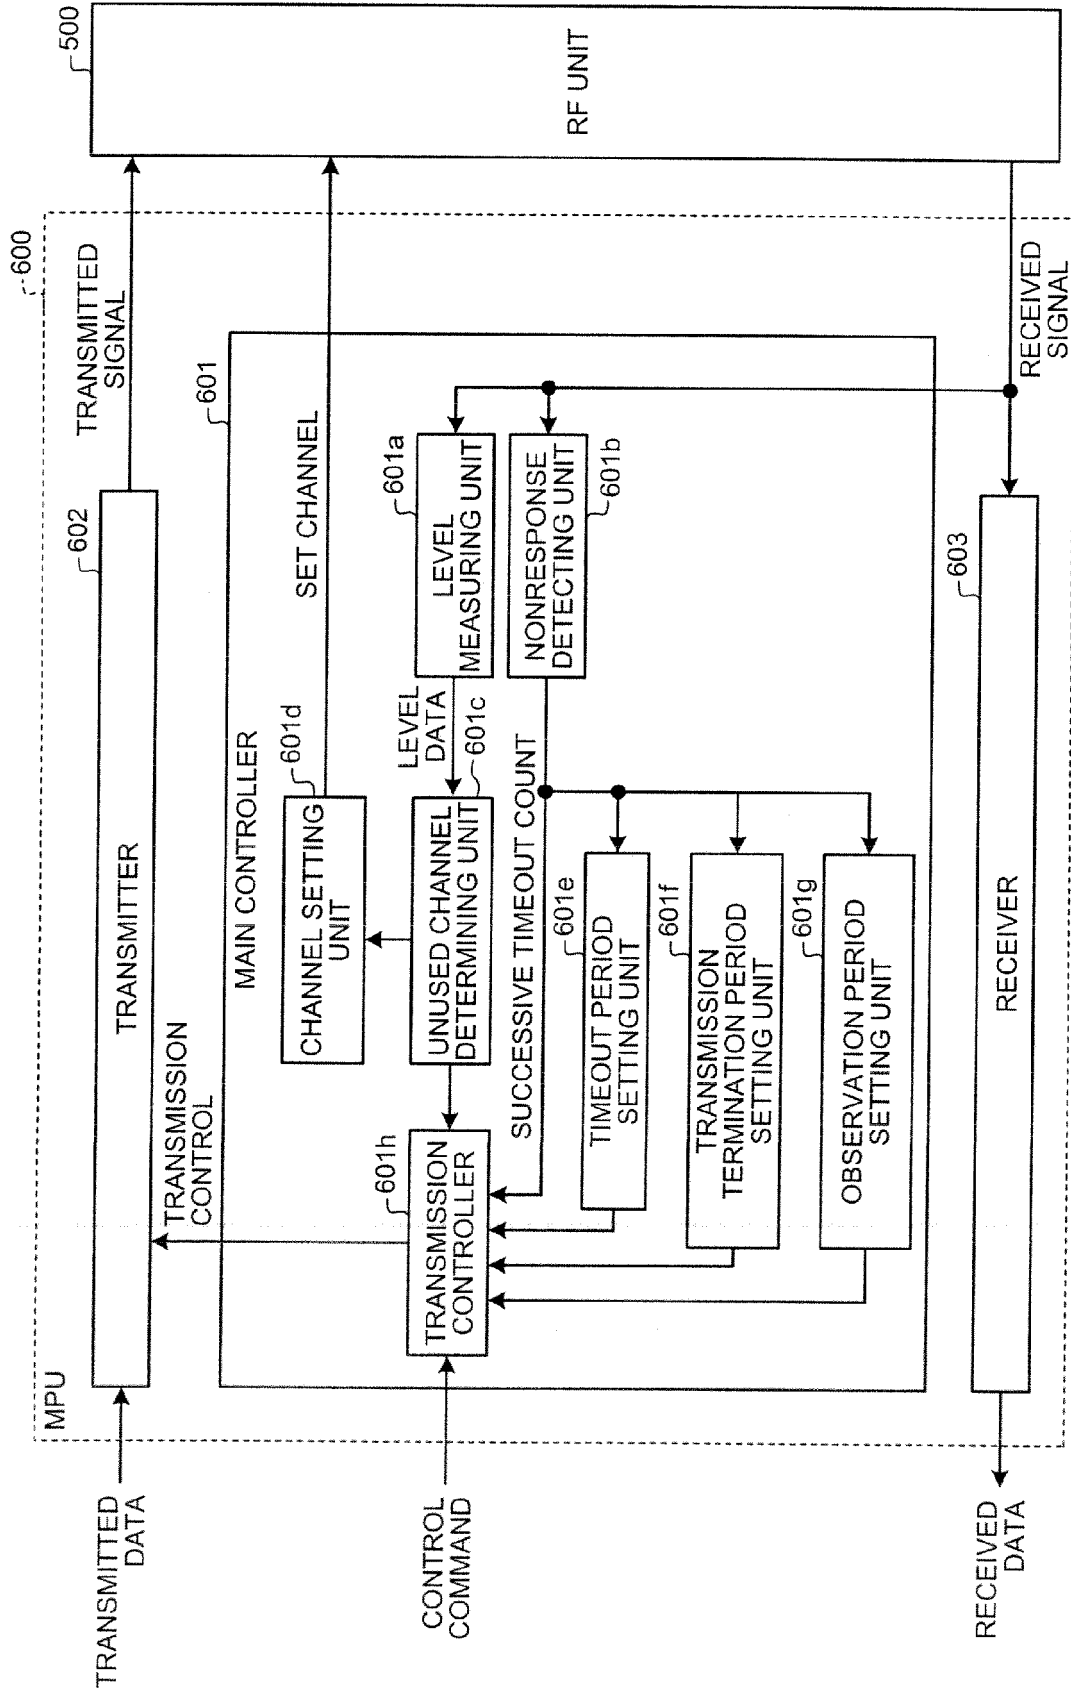 600
500
MPU
TRANSMITTED
DATA
602
TRANSMITTER
TRANSMITTED
SIGNAL
RF UNIT
TRANSMISSION
CONTROL
MAIN CONTROLLER
601
601d
CHANNEL SETTING
UNIT
SET CHANNEL
CONTROL
COMMAND
601h
TRANSMISSION
CONTROLLER
601c
UNUSED CHANNEL
DETERMINING UNIT
LEVEL
DATA
601a
LEVEL
MEASURING UNIT
SUCCESSIVE TIMEOUT COUNT
601b
NONRESPONSE
DETECTING UNIT
601e
TIMEOUT PERIOD
SETTING UNIT
601f
TRANSMISSION
TERMINATION PERIOD
SETTING UNIT
601g
OBSERVATION PERIOD
SETTING UNIT
603
RECEIVER
RECEIVED
DATA
RECEIVED
SIGNAL